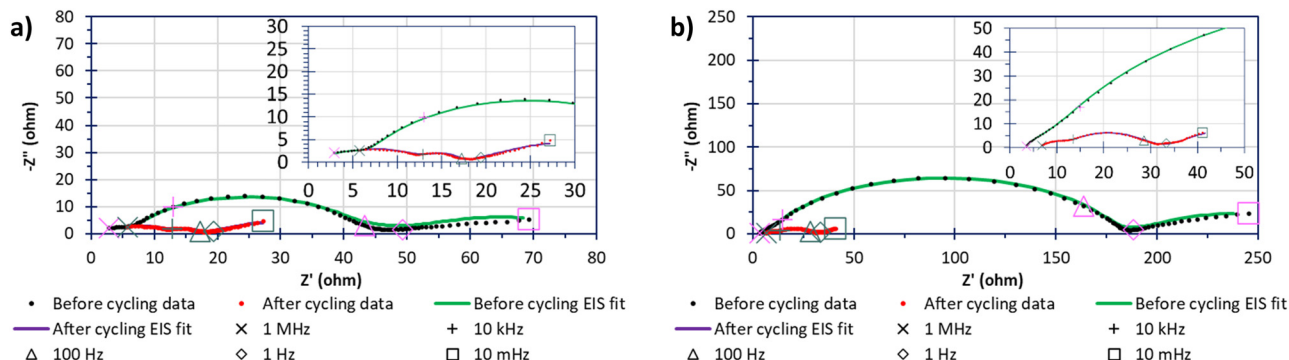 a)
80
70
60
50
40
30
20
10
0
-Z" (ohm)
0 10 20 30 40 50 60 70 80
Z' (ohm)
30
25
20
15
10
5
0
0 5 10 15 20 25 30
Before cycling data After cycling data Before cycling EIS fit
After cycling EIS fit 1 MHz 10 kHz
100 Hz 1 Hz 10 mHz
b)
250
200
150
100
50
0
-Z" (ohm)
0 50 100 150 200 250
Z' (ohm)
50
40
30
20
10
0
0 10 20 30 40 50
Before cycling data After cycling data Before cycling EIS fit
After cycling EIS fit 1 MHz 10 kHz
100 Hz 1 Hz 10 mHz